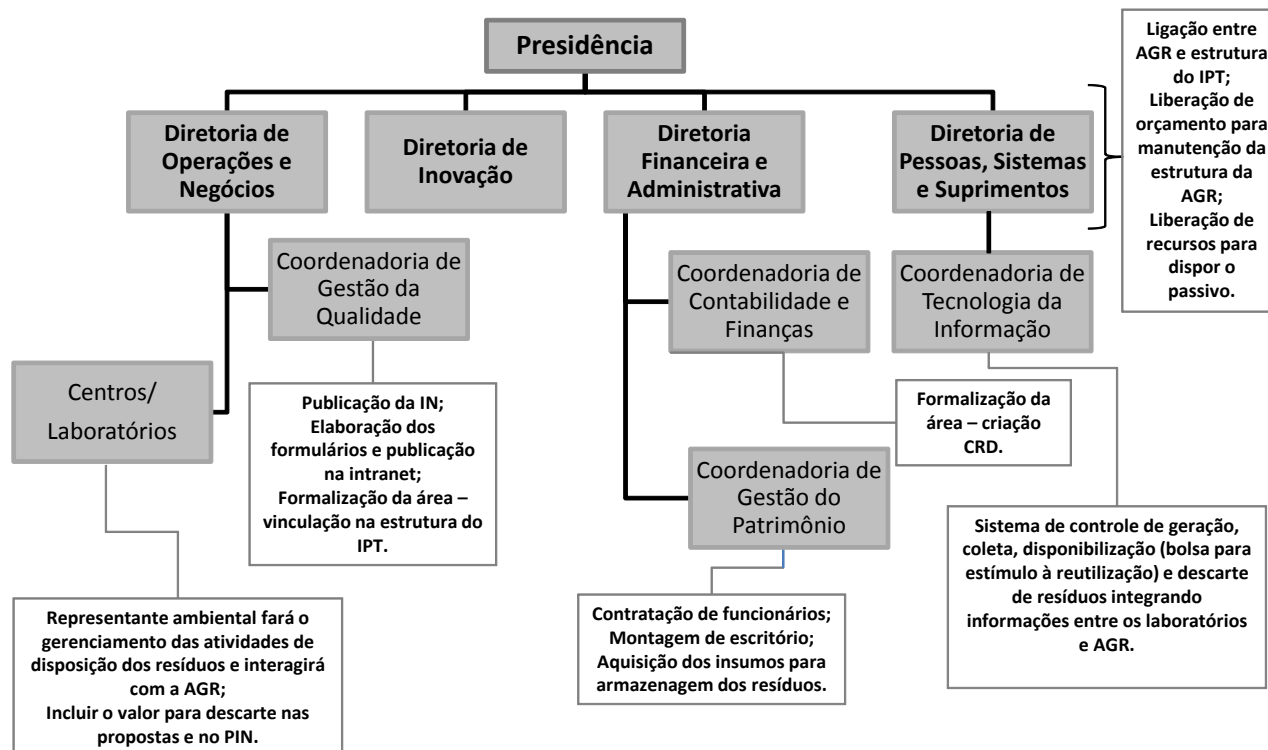 Presidência
Ligação entre
AGR e estrutura
do IPT;
Liberação de
orçamento para
manutenção da
estrutura da
AGR;
Liberação de
recursos para
dispor o
passivo.
Diretoria de
Operações e
Negócios
Diretoria de
Inovação
Diretoria
Financeira e
Administrativa
Diretoria de
Pessoas, Sistemas
e Suprimentos
Coordenadoria de
Gestão da
Qualidade
Coordenadoria de
Contabilidade e
Finanças
Coordenadoria de
Tecnologia da
Informação
Centros/
Laboratórios
Publicação da IN;
Elaboração dos
formulários e publicação
na intranet;
Formalização da área –
vinculação na estrutura do
IPT.
Formalização da
área – criação
CRD.
Coordenadoria de
Gestão do
Patrimônio
Sistema de controle de geração,
coleta, disponibilização (bolsa para
estímulo à reutilização) e descarte
de resíduos integrando
informações entre os laboratórios
e AGR.
Representante ambiental fará o
gerenciamento das atividades de
disposição dos resíduos e interagirá
com a AGR;
Incluir o valor para descarte nas
propostas e no PIN.
Contratação de funcionários;
Montagem de escritório;
Aquisição dos insumos para
armazenagem dos resíduos.